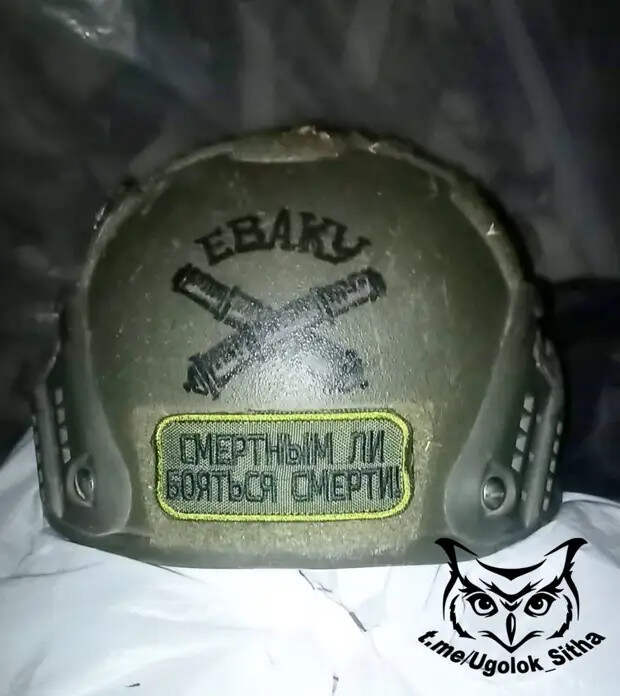 ЕВАКУ
СМЕРТНЫМ ЛИ
БОЯТЬСЯ СМЕРТИ!
t.me/Ugolok_Sitha